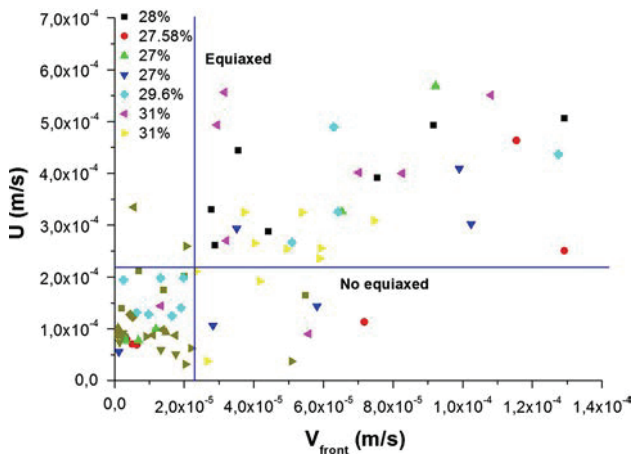 7,0x10⁻⁴
6,0x10⁻⁴
5,0x10⁻⁴
4,0x10⁻⁴
3,0x10⁻⁴
2,0x10⁻⁴
1,0x10⁻⁴
0,0
U (m/s)
28%
27.58%
27%
27%
29.6%
31%
31%
Equiaxed
No equiaxed
0,0 2,0x10⁻⁵ 4,0x10⁻⁵ 6,0x10⁻⁵ 8,0x10⁻⁵ 1,0x10⁻⁴ 1,2x10⁻⁴ 1,4x10⁻⁴
V_front (m/s)